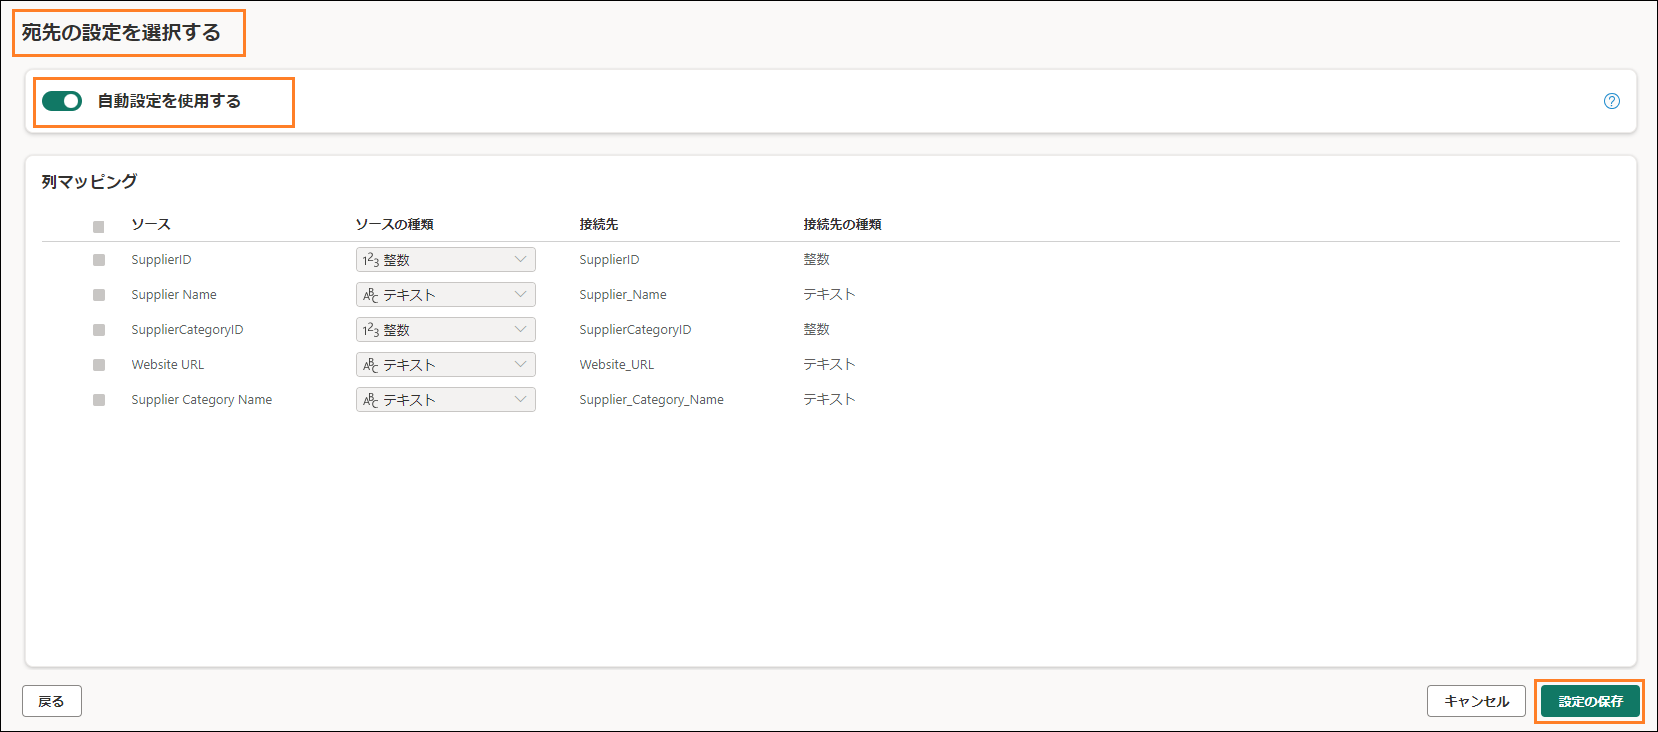 宛先の設定を選択する
自動設定を使用する
列マッピング
ソース ソースの種類 接続先 接続先の種類
SupplierID 123 整数 SupplierID 整数
Supplier Name ABC テキスト Supplier_Name テキスト
SupplierCategoryID 123 整数 SupplierCategoryID 整数
Website URL ABC テキスト Website_URL テキスト
Supplier Category Name ABC テキスト Supplier_Category_Name テキスト
戻る キャンセル 設定の保存